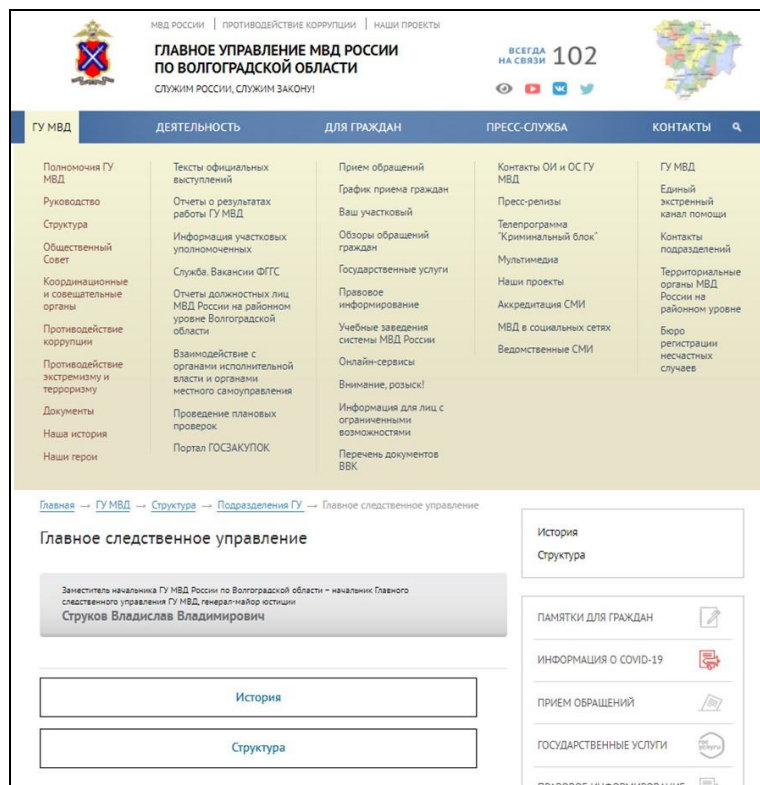 МВД РОССИИ | ПРОТИВОДЕЙСТВИЕ КОРРУПЦИИ | НАШИ ПРОЕКТЫ
ГЛАВНОЕ УПРАВЛЕНИЕ МВД РОССИИ
ПО ВОЛГОГРАДСКОЙ ОБЛАСТИ
СЛУЖИМ РОССИИ, СЛУЖИМ ЗАКОНУ!
ВСЕГДА
НА СВЯЗИ 102
ГУ МВД
ДЕЯТЕЛЬНОСТЬ
ДЛЯ ГРАЖДАН
ПРЕСС-СЛУЖБА
КОНТАКТЫ
Полномочия ГУ
МВД
Руководство
Структура
Общественный
Совет
Координационные
и совещательные
органы
Противодействие
коррупции
Противодействие
экстремизму и
терроризму
Документы
Наша история
Наши герои
Тексты официальных
выступлений
Отчеты о результатах
работы ГУ МВД
Информация участковых
уполномоченных
Служба. Вакансии ФГГС
Отчеты должностных лиц
МВД России на районном
уровне Волгоградской
области
Взаимодействие с
органами исполнительной
власти и органами
местного самоуправления
Проведение плановых
проверок
Портал ГОСЗАКУПОК
Прием обращений
График приема граждан
Ваш участковый
Обзоры обращений
граждан
Государственные услуги
Правовое
информирование
Учебные заведения
системы МВД России
Онлайн-сервисы
Внимание, розыск!
Информация для лиц с
ограниченными
возможностями
Перечень документов
ВВК
Контакты ОИ и ОС ГУ
МВД
Пресс-релизы
Телепрограмма
"Криминальный блок"
Мультимедиа
Наши проекты
Аккредитация СМИ
МВД в социальных сетях
Ведомственные СМИ
ГУ МВД
Единый
экстренный
канал помощи
Контакты
подразделений
Территориальные
органы МВД
России на
районном уровне
Бюро
регистрации
несчастных
случаев
Главная → ГУ МВД → Структура → Подразделения ГУ → Главное следственное управление
Главное следственное управление
Заместитель начальника ГУ МВД России по Волгоградской области – начальник Главного
следственного управления ГУ МВД, генерал-майор юстиции
Струков Владислав Владимирович
История
Структура
История
Структура
ПАМЯТКИ ДЛЯ ГРАЖДАН
ИНФОРМАЦИЯ О COVID-19
ПРИЕМ ОБРАЩЕНИЙ
ГОСУДАРСТВЕННЫЕ УСЛУГИ
ПРАВОВОЕ ИНФОРМИРОВАНИЕ